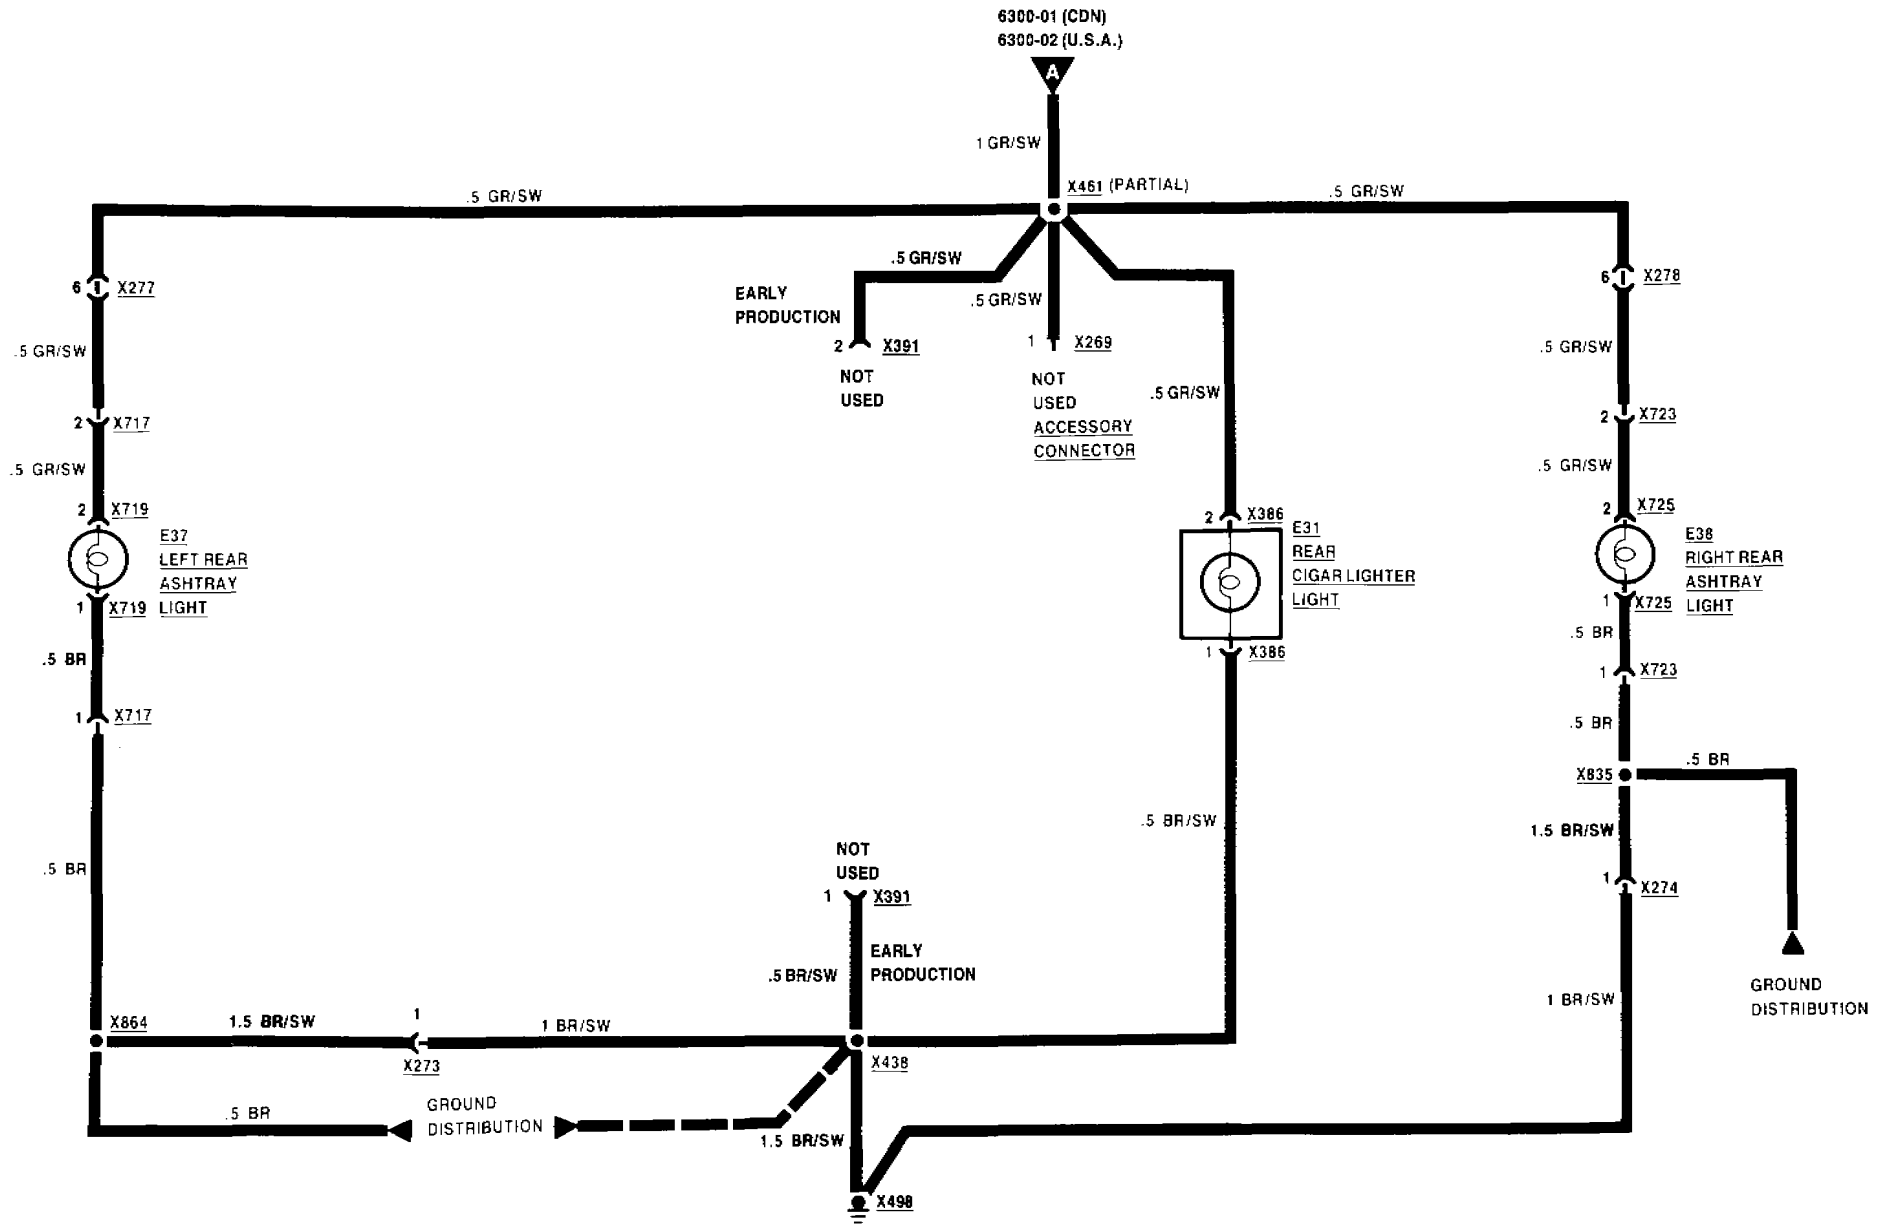 6300-01 (CDN)
6300-02 (U.S.A.)
A
1 GR/SW
X461 (PARTIAL)
.5 GR/SW
.5 GR/SW
.5 GR/SW
EARLY
PRODUCTION
2 X391
NOT
USED
.5 GR/SW
1 X269
NOT
USED
ACCESSORY
CONNECTOR
6 X277
.5 GR/SW
2 X717
.5 GR/SW
2 X719
E37
LEFT REAR
ASHTRAY
LIGHT
1 X719
.5 BR
1 X717
.5 BR
.5 GR/SW
2 X386
E31
REAR
CIGAR LIGHTER
LIGHT
1 X386
.5 BR/SW
6 X278
.5 GR/SW
2 X723
.5 GR/SW
2 X725
E38
RIGHT REAR
ASHTRAY
LIGHT
1 X725
.5 BR
1 X723
.5 BR
X835
.5 BR
1.5 BR/SW
1 X274
1 BR/SW
GROUND
DISTRIBUTION
NOT
USED
1 X391
EARLY
PRODUCTION
.5 BR/SW
X864
1.5 BR/SW
1
X273
1 BR/SW
X438
.5 BR
GROUND
DISTRIBUTION
1.5 BR/SW
X498